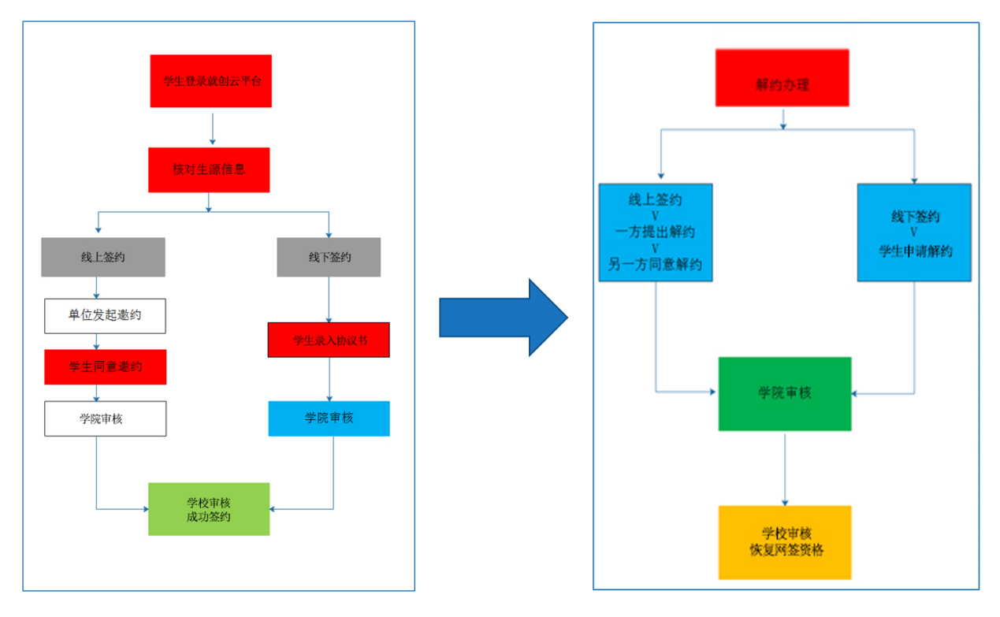 学生登录就创云平台
核对生源信息
线上签约
线下签约
单位发起邀约
学生录入协议书
学生同意邀约
学院审核
学院审核
学校审核
成功签约
解约办理
线上签约
V
一方提出解约
V
另一方同意解约
线下签约
V
学生申请解约
学院审核
学校审核
恢复网签资格